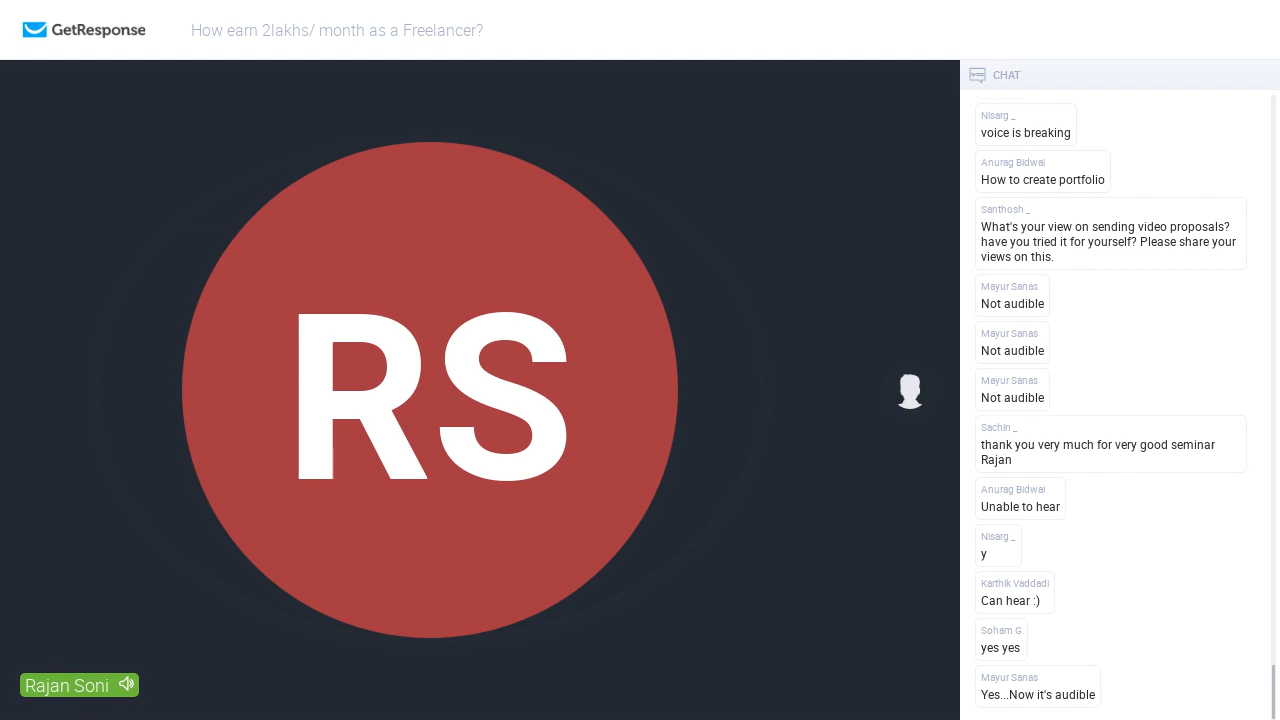 GetResponse
How earn 2lakhs/ month as a Freelancer?
RS
Rajan Soni
CHAT
Nisarg _
voice is breaking
Anurag Bidwai
How to create portfolio
Santhosh _
What's your view on sending video proposals?
have you tried it for yourself? Please share your
views on this.
Mayur Sanas
Not audible
Mayur Sanas
Not audible
Mayur Sanas
Not audible
Sachin _
thank you very much for very good seminar
Rajan
Anurag Bidwai
Unable to hear
Nisarg _
y
Karthik Vaddadi
Can hear :)
Soham G
yes yes
Mayur Sanas
Yes...Now it's audible